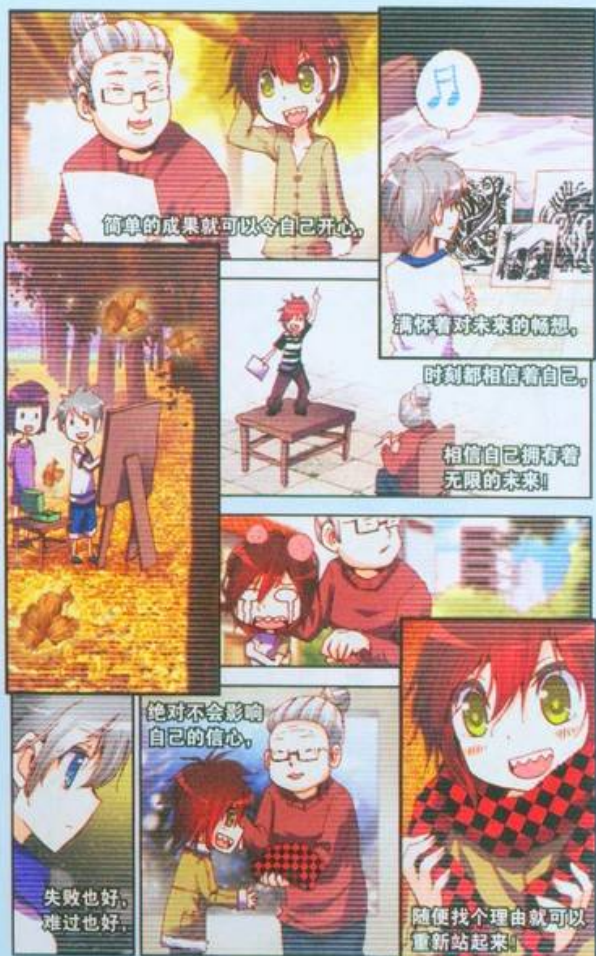 简单的成果就可以令自己开心，
满怀着对未来的畅想，
时刻都相信着自己，
相信自己拥有着
无限的未来！
失败也好，
难过也好，
绝对不会影响
自己的信心，
随便找个理由就可以
重新站起来！